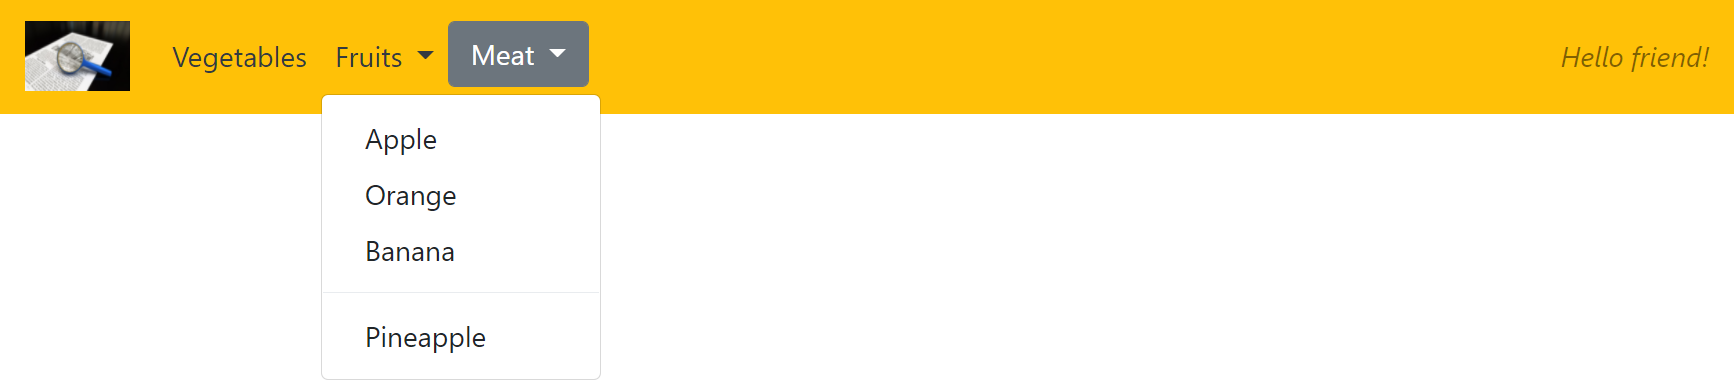 Vegetables Fruits Meat Hello friend!
Apple
Orange
Banana
Pineapple